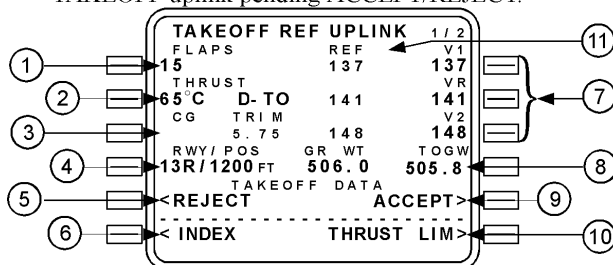 TAKEOFF uplink pending ACCEPT/REJECT.
TAKEOFF REF UPLINK 1/2
FLAPS REF V1
15 137 137
THRUST VR
65°C D-TO 141 141
CG TRIM V2
5.75 148 148
RWY/POS GR WT TOGW
13R/1200 FT 506.0 505.8
TAKEOFF DATA
<REJECT ACCEPT>
< INDEX THRUST LIM>
1
2
3
4
5
6
11
7
8
9
10